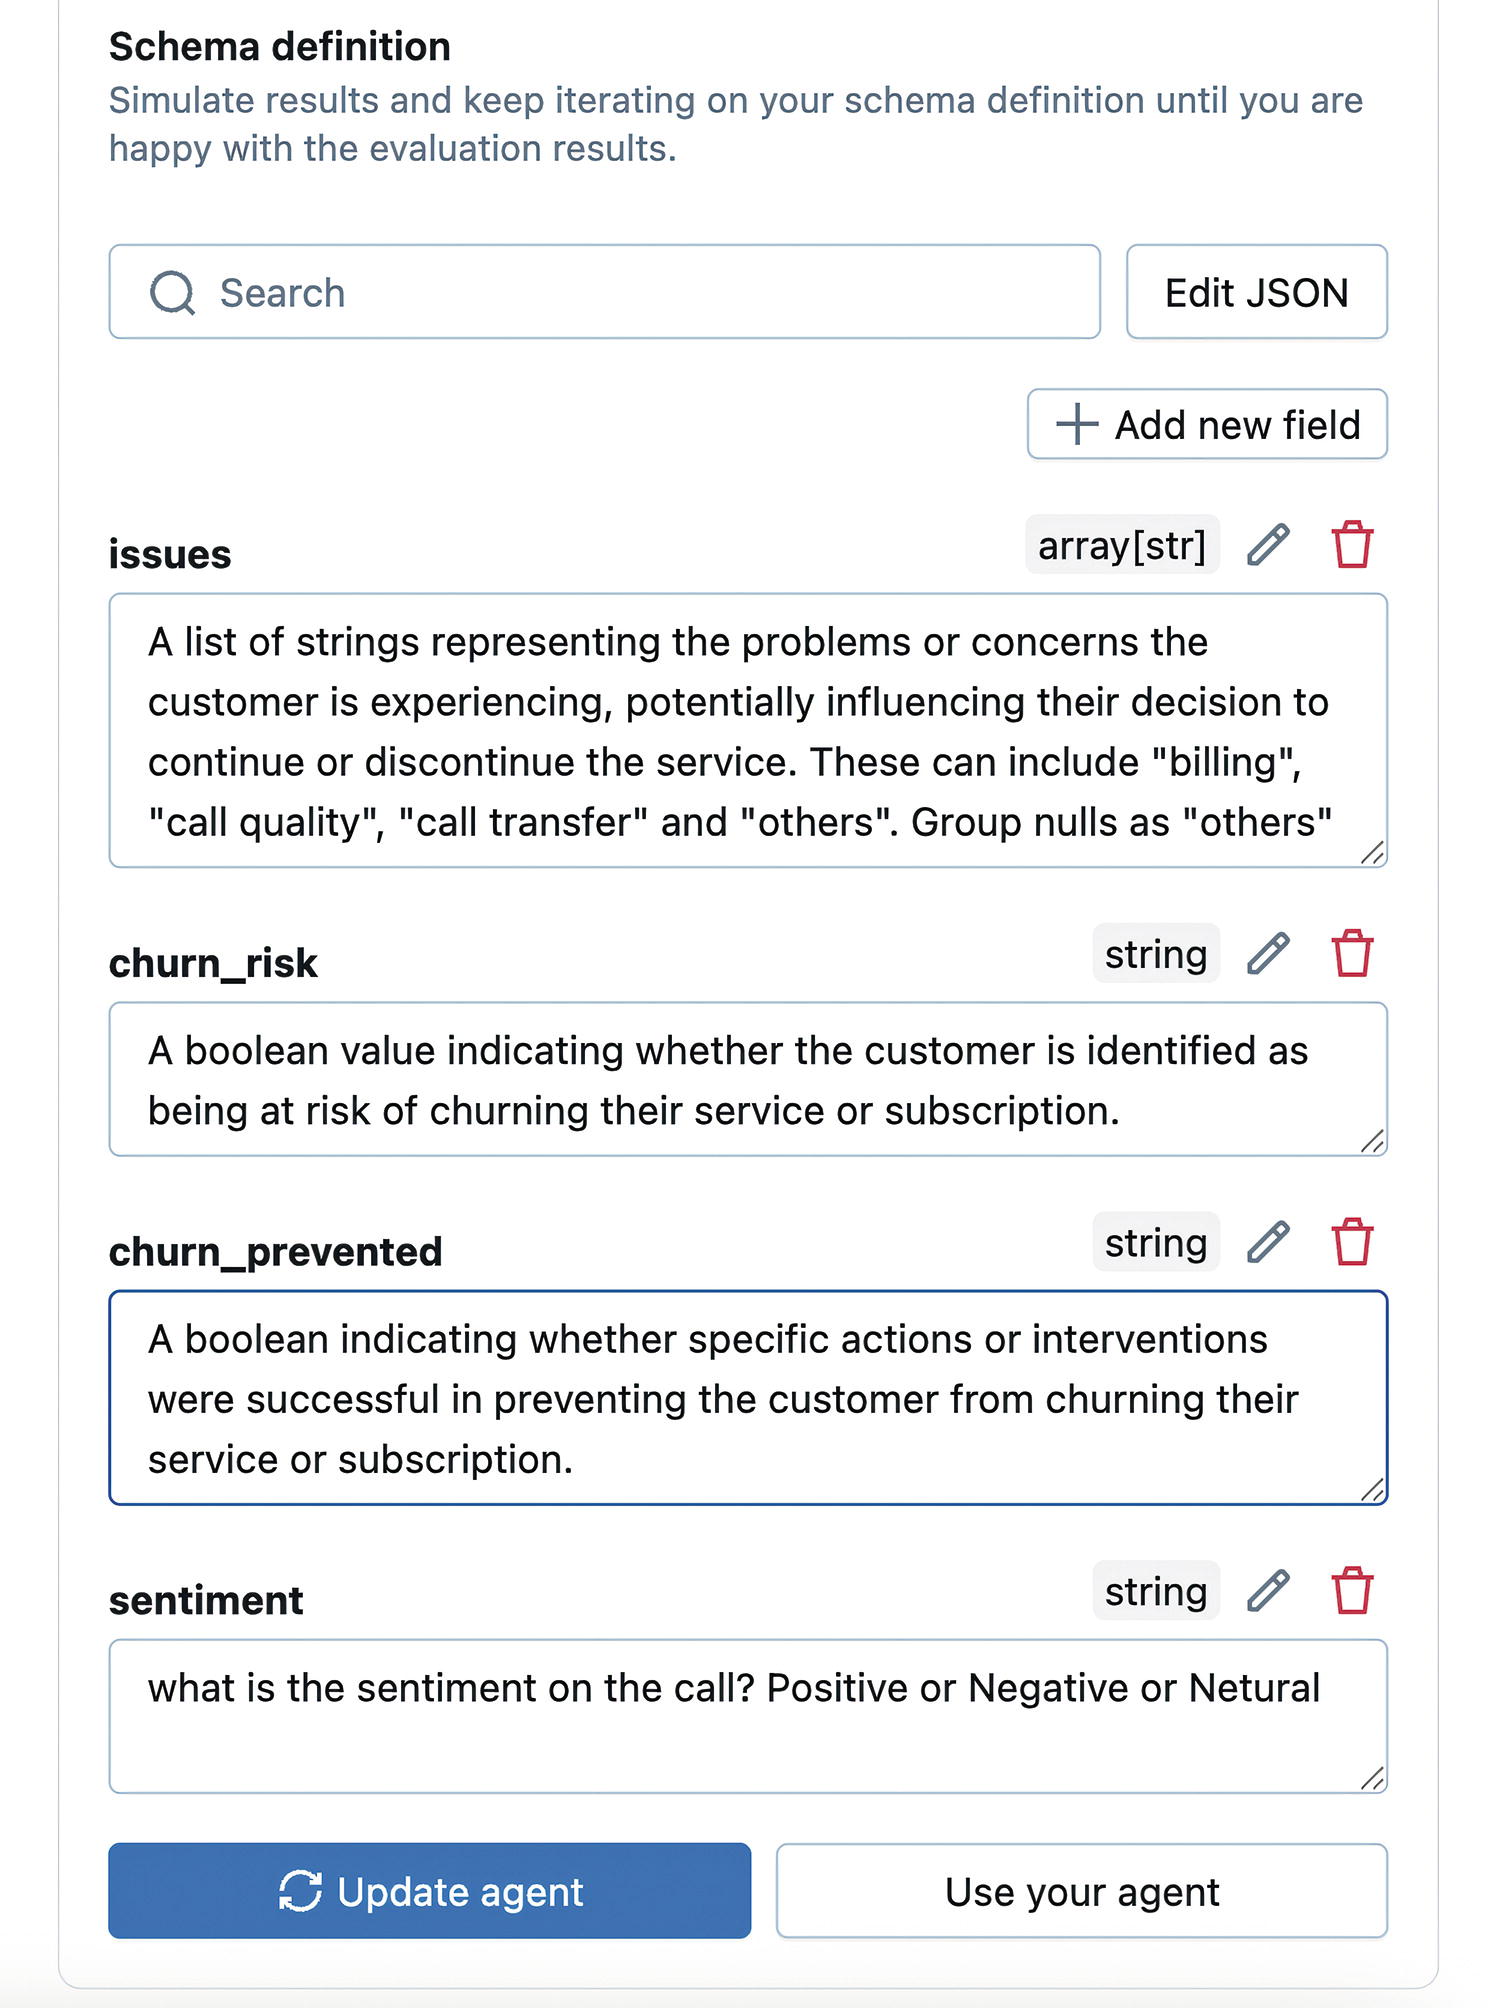 Schema definition
Simulate results and keep iterating on your schema definition until you are
happy with the evaluation results.
Search
Edit JSON
Add new field
issues
array[str]
A list of strings representing the problems or concerns the
customer is experiencing, potentially influencing their decision to
continue or discontinue the service. These can include "billing",
"call quality", "call transfer" and "others". Group nulls as "others"
churn_risk
string
A boolean value indicating whether the customer is identified as
being at risk of churning their service or subscription.
churn_prevented
string
A boolean indicating whether specific actions or interventions
were successful in preventing the customer from churning their
service or subscription.
sentiment
string
what is the sentiment on the call? Positive or Negative or Netural
Update agent
Use your agent